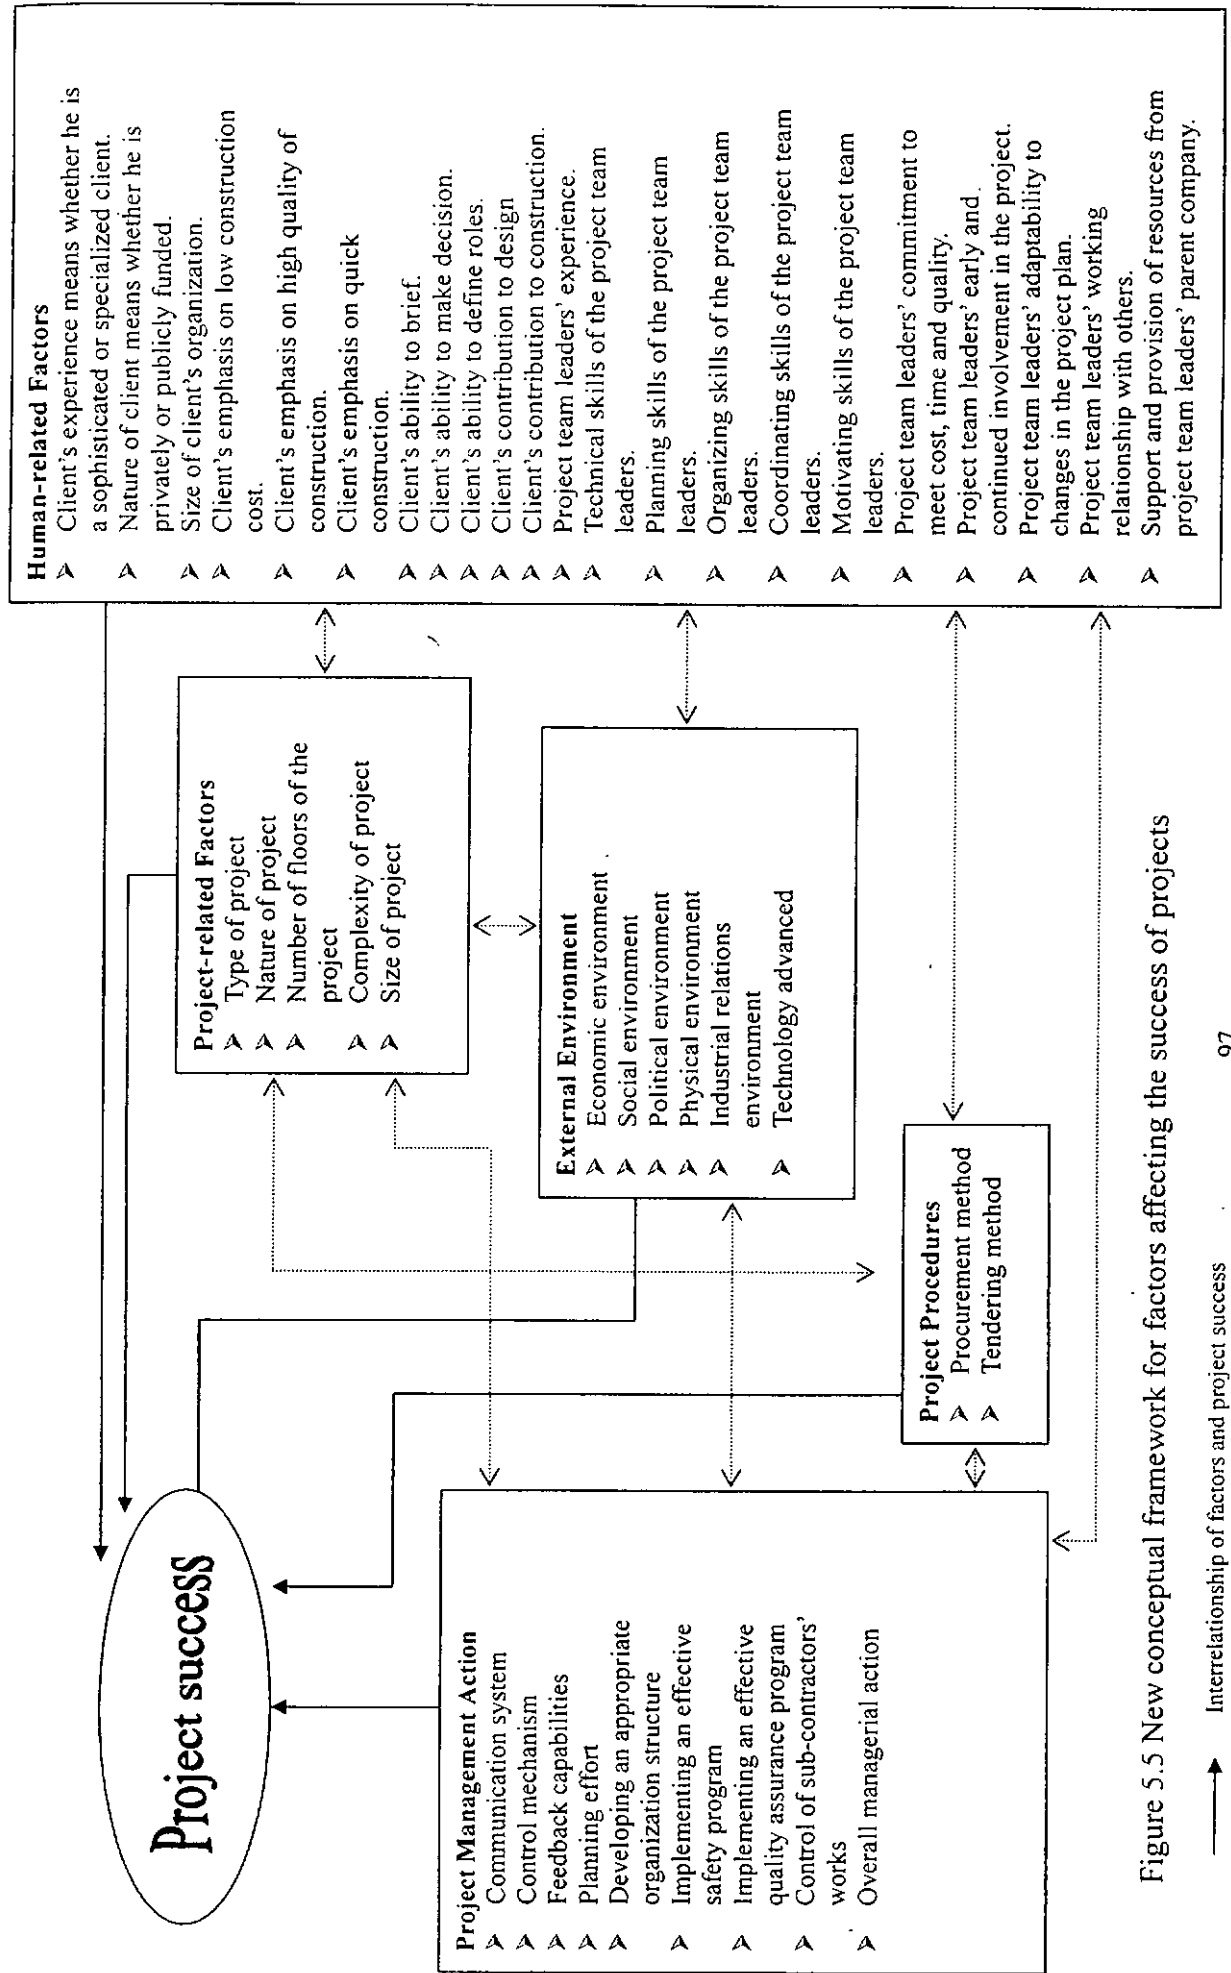 Project success
Project Management Action
➢ Communication system
➢ Control mechanism
➢ Feedback capabilities
➢ Planning effort
➢ Developing an appropriate
organization structure
➢ Implementing an effective
safety program
➢ Implementing an effective
quality assurance program
➢ Control of sub-contractors'
works
➢ Overall managerial action
Project Procedures
➢ Procurement method
➢ Tendering method
External Environment
➢ Economic environment
➢ Social environment
➢ Political environment
➢ Physical environment
➢ Industrial relations
environment
➢ Technology advanced
Project-related Factors
➢ Type of project
➢ Nature of project
➢ Number of floors of the
project
➢ Complexity of project
➢ Size of project
Human-related Factors
➢ Client's experience means whether he is
a sophisticated or specialized client.
➢ Nature of client means whether he is
privately or publicly funded.
➢ Size of client's organization.
➢ Client's emphasis on low construction
cost.
➢ Client's emphasis on high quality of
construction.
➢ Client's emphasis on quick
construction.
➢ Client's ability to brief.
➢ Client's ability to make decision.
➢ Client's ability to define roles.
➢ Client's contribution to design
➢ Client's contribution to construction.
➢ Project team leaders' experience.
➢ Technical skills of the project team
leaders.
➢ Planning skills of the project team
leaders.
➢ Organizing skills of the project team
leaders.
➢ Coordinating skills of the project team
leaders.
➢ Motivating skills of the project team
leaders.
➢ Project team leaders' commitment to
meet cost, time and quality.
➢ Project team leaders' early and
continued involvement in the project.
➢ Project team leaders' adaptability to
changes in the project plan.
➢ Project team leaders' working
relationship with others.
➢ Support and provision of resources from
project team leaders' parent company.
Figure 5.5 New conceptual framework for factors affecting the success of projects
Interrelationship of factors and project success
97